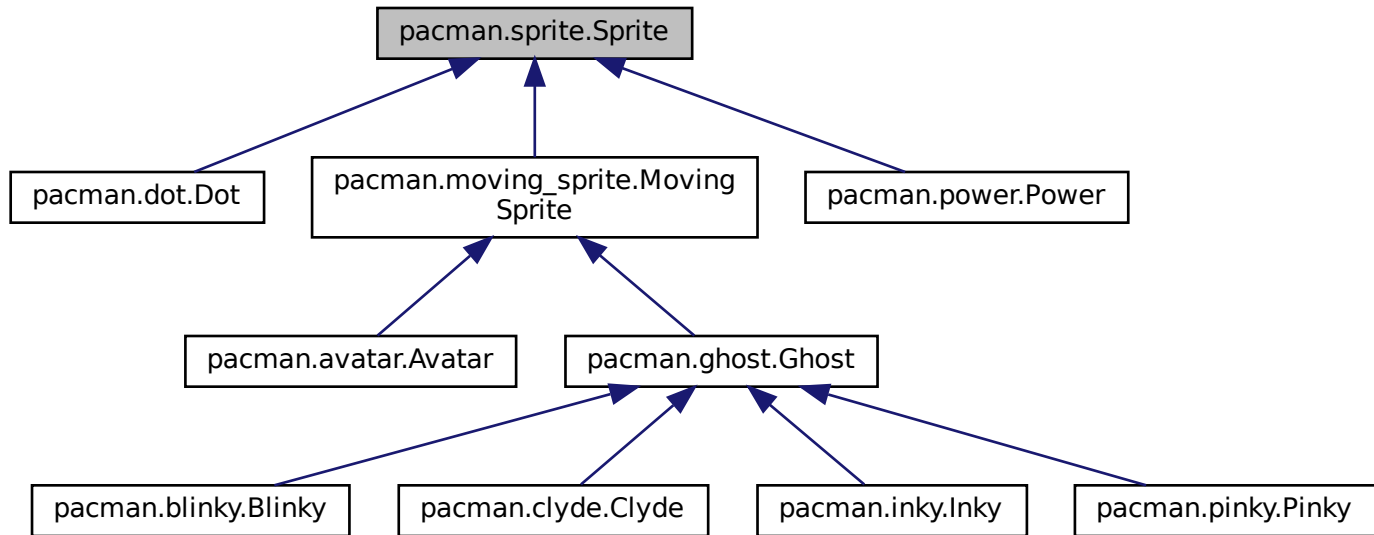 pacman.sprite.Sprite
pacman.dot.Dot
pacman.moving_sprite.Moving
Sprite
pacman.power.Power
pacman.avatar.Avatar
pacman.ghost.Ghost
pacman.blinky.Blinky
pacman.clyde.Clyde
pacman.inky.Inky
pacman.pinky.Pinky